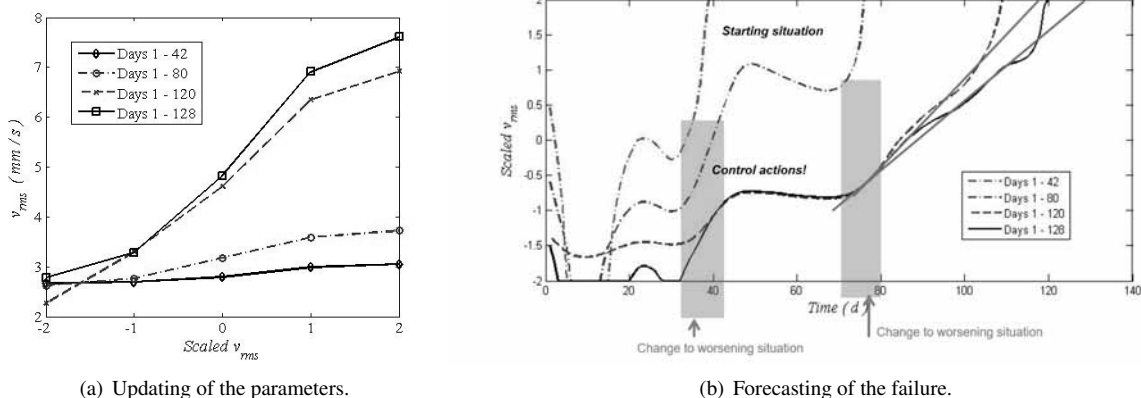 8
7
6
5
4
3
2
-2
-1
0
1
2
v_rms (mm/s)
Scaled v_rms
Days 1 - 42
Days 1 - 80
Days 1 - 120
Days 1 - 128
(a) Updating of the parameters.
2
1.5
1
0.5
0
-0.5
-1
-1.5
-2
0
20
40
60
80
100
120
140
Scaled v_rms
Time (d)
Starting situation
Control actions!
Days 1 - 42
Days 1 - 80
Days 1 - 120
Days 1 - 128
Change to worsening situation
Change to worsening situation
(b) Forecasting of the failure.